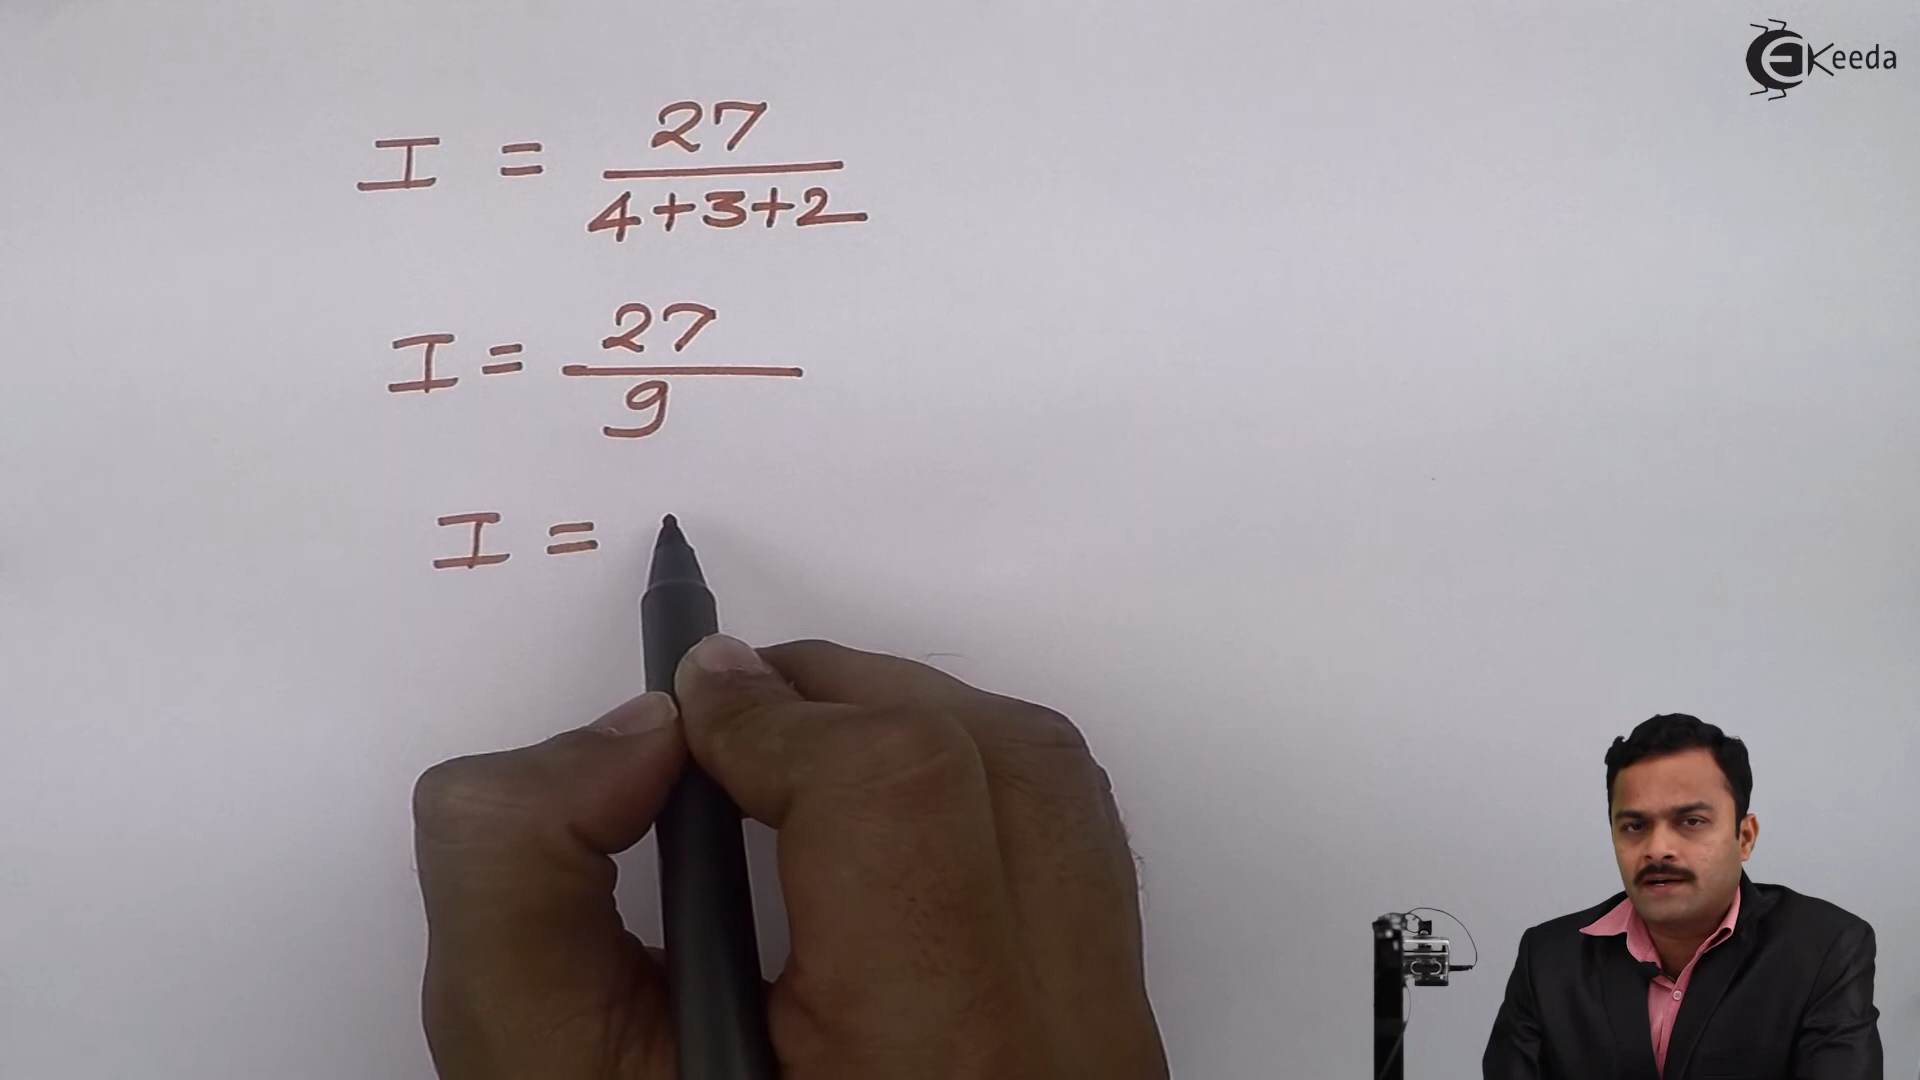 Keeda
I = 27
4+3+2
I = 27
9
I =